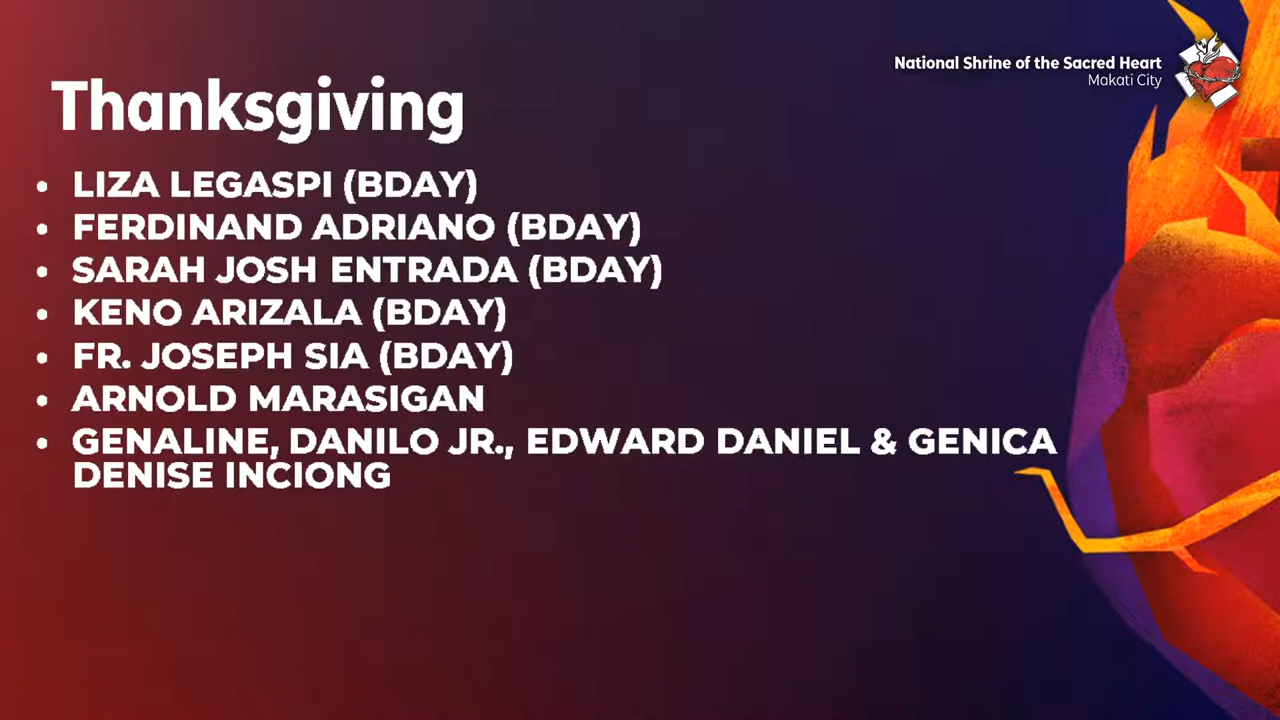 National Shrine of the Sacred Heart
Makati City
Thanksgiving
• LIZA LEGASPI (BDAY)
• FERDINAND ADRIANO (BDAY)
• SARAH JOSH ENTRADA (BDAY)
• KENO ARIZALA (BDAY)
• FR. JOSEPH SIA (BDAY)
• ARNOLD MARASIGAN
• GENALINE, DANILO JR., EDWARD DANIEL & GENICA
DENISE INCIONG